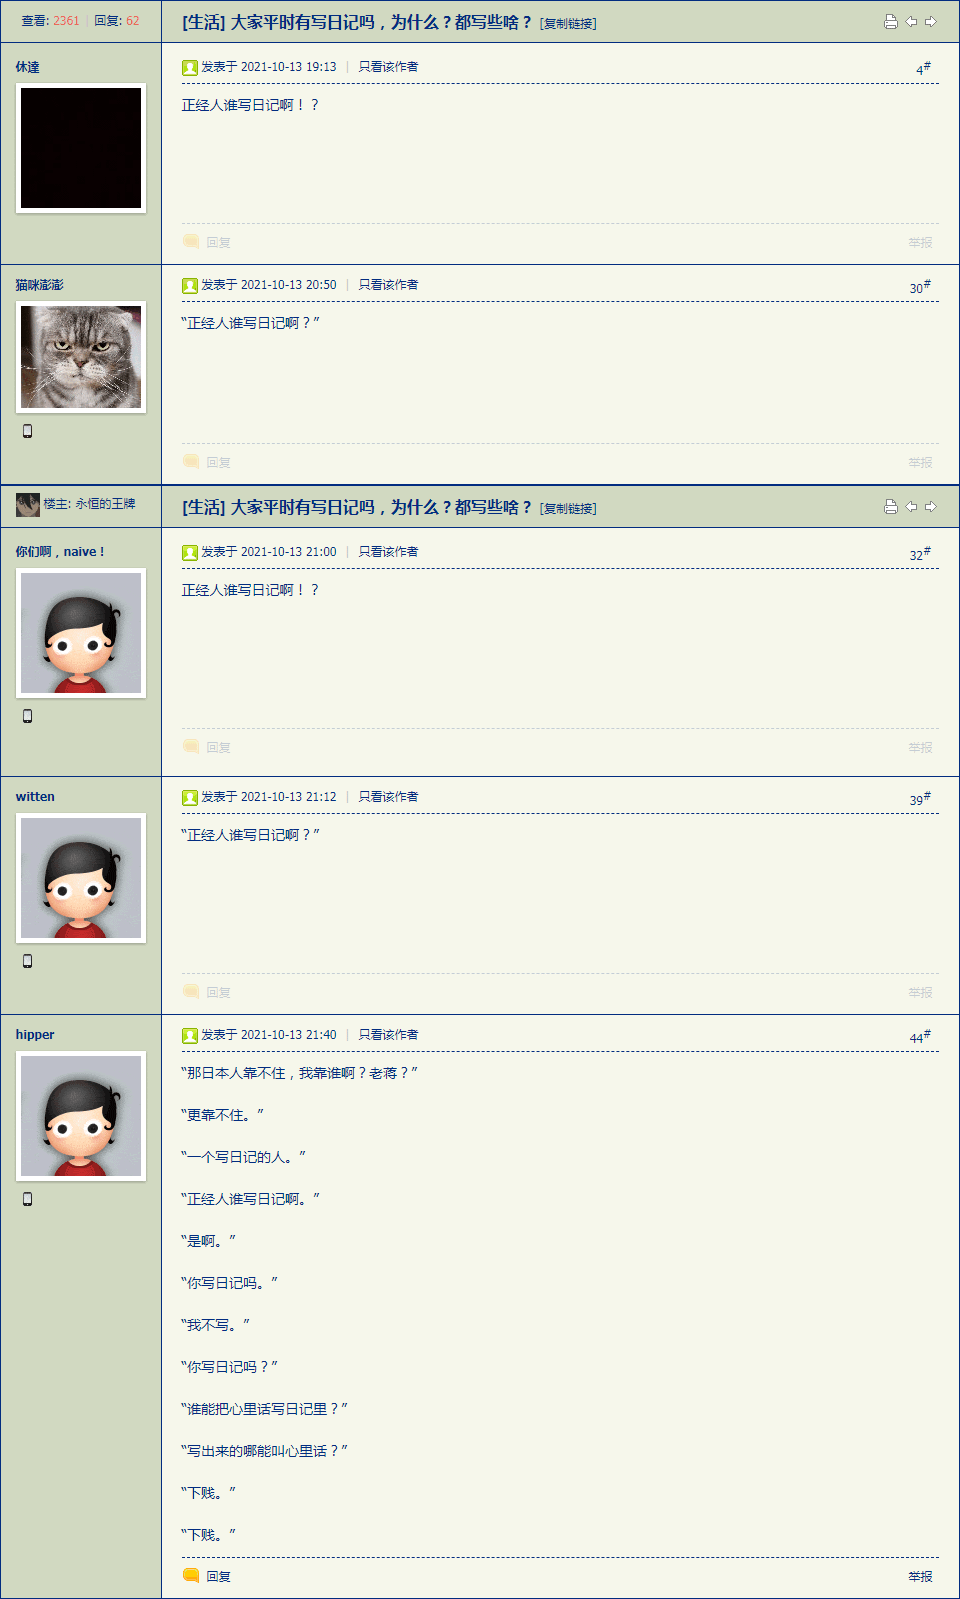 查看: 2361 | 回复: 62
[生活] 大家平时有写日记吗，为什么？都写些啥？ [复制链接]
休達
发表于 2021-10-13 19:13 | 只看该作者
4#
正经人谁写日记啊！？
回复
举报
猫咪澎澎
发表于 2021-10-13 20:50 | 只看该作者
30#
“正经人谁写日记啊？”
回复
举报
楼主: 永恒的王牌
[生活] 大家平时有写日记吗，为什么？都写些啥？ [复制链接]
你们啊，naive！
发表于 2021-10-13 21:00 | 只看该作者
32#
正经人谁写日记啊！？
回复
举报
witten
发表于 2021-10-13 21:12 | 只看该作者
39#
“正经人谁写日记啊？”
回复
举报
hipper
发表于 2021-10-13 21:40 | 只看该作者
44#
“那日本人靠不住，我靠谁啊？老蒋？”
“更靠不住。”
“一个写日记的人。”
“正经人谁写日记啊。”
“是啊。”
“你写日记吗。”
“我不写。”
“你写日记吗？”
“谁能把心里话写日记里？”
“写出来的哪能叫心里话？”
“下贱。”
“下贱。”
回复
举报